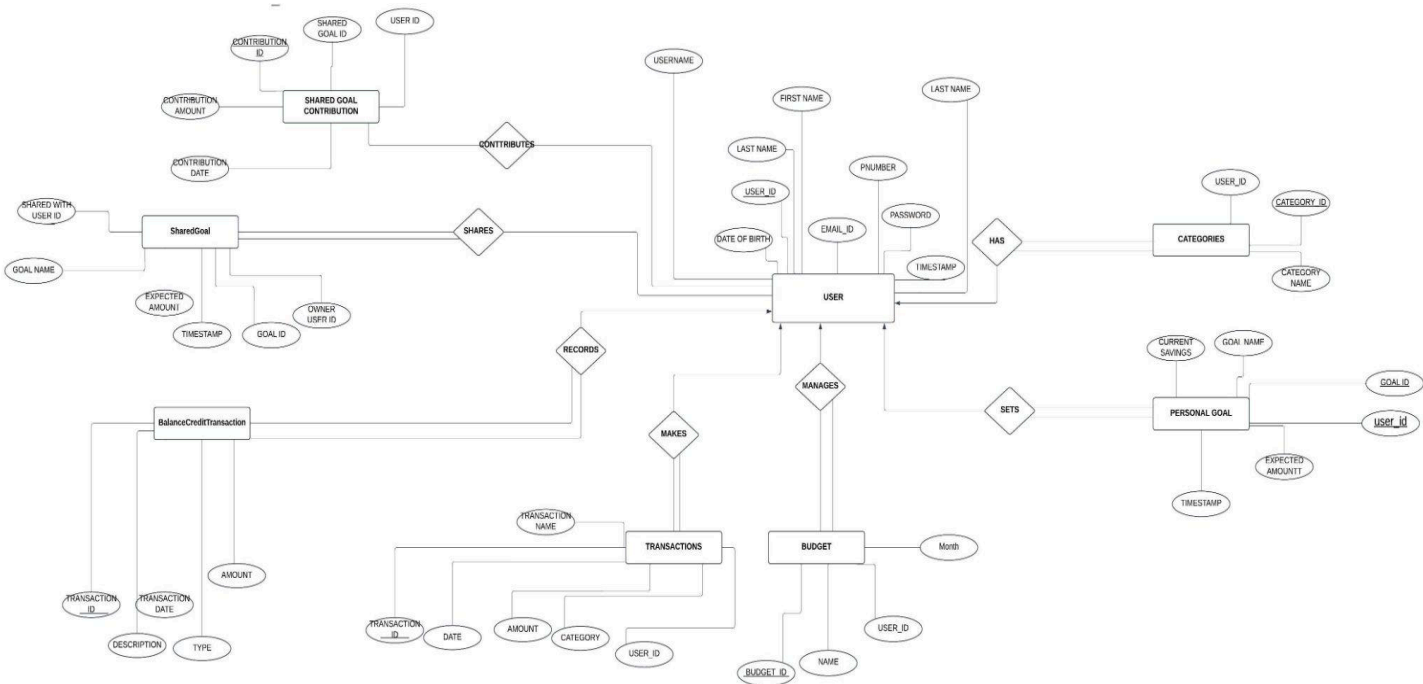 SHARED
GOAL ID
USER ID
CONTRIBUTION
ID
CONTRIBUTION
AMOUNT
SHARED GOAL
CONTRIBUTION
CONTRIBUTION
DATE
CONTTRIBUTES
USERNAME
FIRST NAME
LAST NAME
LAST NAME
PNUMBER
USER_ID
PASSWORD
EMAIL_ID
DATE OF BIRTH
TIMESTAMP
USER
SHARED WITH
USER ID
SharedGoal
SHARES
GOAL NAME
EXPECTED
AMOUNT
TIMESTAMP
GOAL ID
OWNER
USER ID
HAS
USER_ID
CATEGORY_ID
CATEGORIES
CATEGORY
NAME
RECORDS
MANAGES
MAKES
SETS
CURRENT
SAVINGS
GOAL NAME
GOAL ID
PERSONAL GOAL
user_id
EXPECTED
AMOUNTT
TIMESTAMP
BalanceCreditTransaction
AMOUNT
TRANSACTION
ID
TRANSACTION
DATE
DESCRIPTION
TYPE
TRANSACTION
NAME
TRANSACTIONS
TRANSACTION
ID
DATE
AMOUNT
CATEGORY
USER_ID
BUDGET
Month
USER_ID
NAME
BUDGET_ID